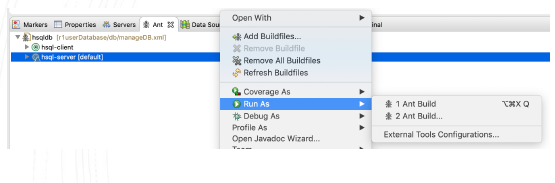 Markers Properties Servers Ant Data Sour
hsqldb [r1userDatabase/db/manageDB.xml]
hsql-client
hsql-server [default]
Open With
Add Buildfiles...
Remove Buildfile
Remove All Buildfiles
Refresh Buildfiles
Coverage As
Run As
Debug As
Profile As
Open Javadoc Wizard...
1 Ant Build ⌥⌘X Q
2 Ant Build...
External Tools Configurations...